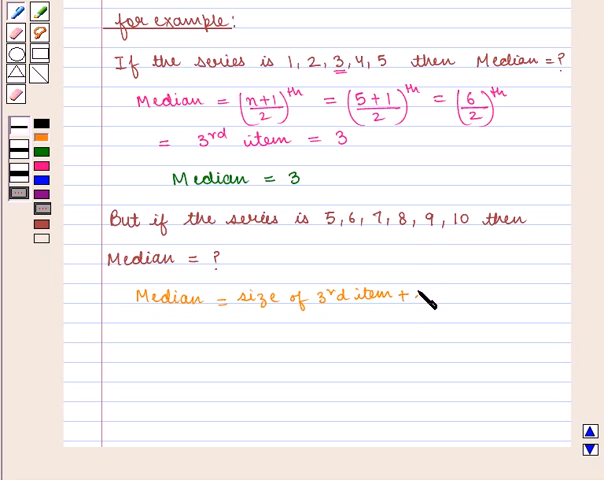 for example:
If the series is 1, 2, 3, 4, 5 then Median = ?
Median = (n+1/2)th = (5+1/2)th = (6/2)th
= 3rd item = 3
Median = 3
But if the series is 5, 6, 7, 8, 9, 10 then
Median = ?
Median = size of 3rd item +